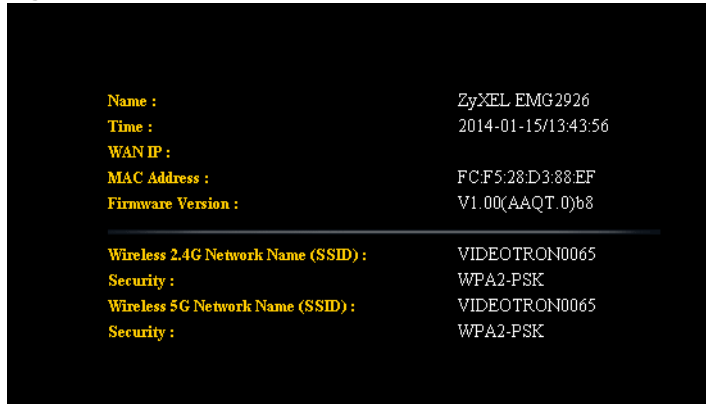 Name : ZyXEL EMG2926
Time : 2014-01-15/13:43:56
WAN IP :
MAC Address : FC:F5:28:D3:88:EF
Firmware Version : V1.00(AAQT.0)b8
Wireless 2.4G Network Name (SSID) : VIDEOTRON0065
Security : WPA2-PSK
Wireless 5G Network Name (SSID) : VIDEOTRON0065
Security : WPA2-PSK